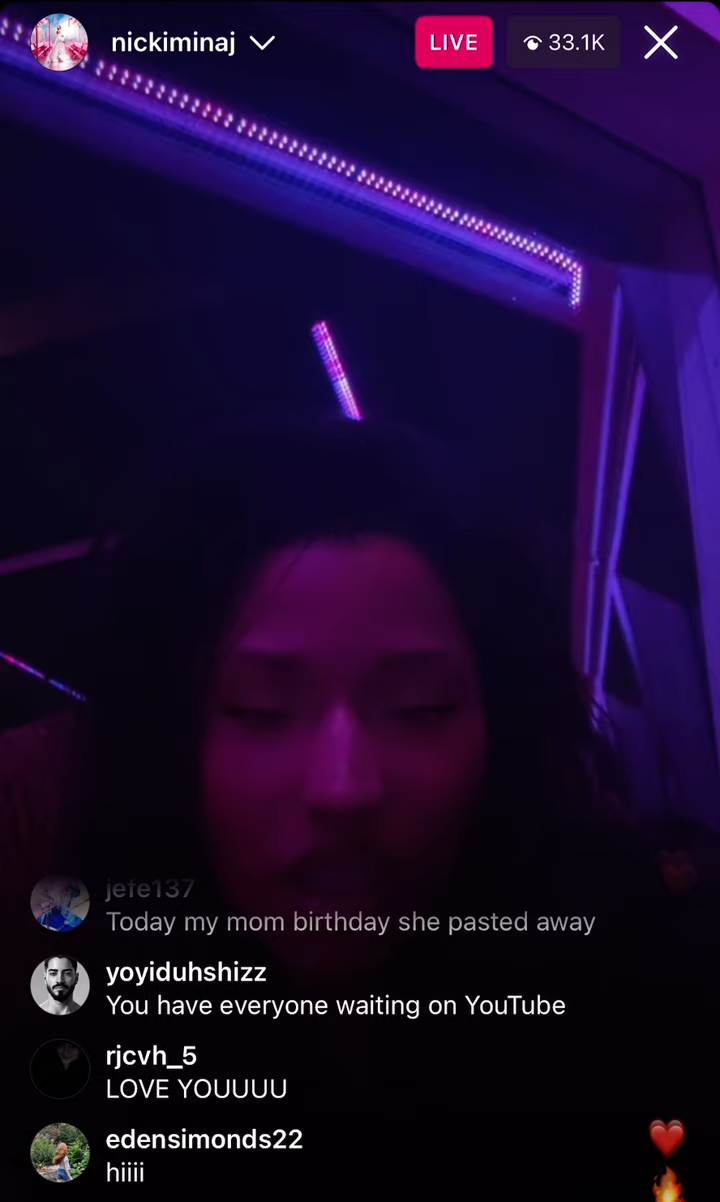 nickiminaj
LIVE
33.1K
jefe137
Today my mom birthday she pasted away
yoyiduhshizz
You have everyone waiting on YouTube
rjcvh_5
LOVE YOUUUU
edensimonds22
hiiii